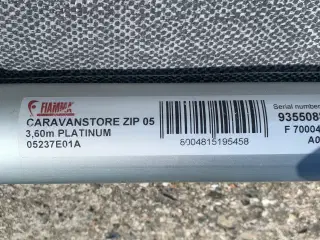 FIAMMA
CARAVANSTORE ZIP 05
3,60m PLATINUM
05237E01A
6004815195458
Serial number
935508
F 70004
A0